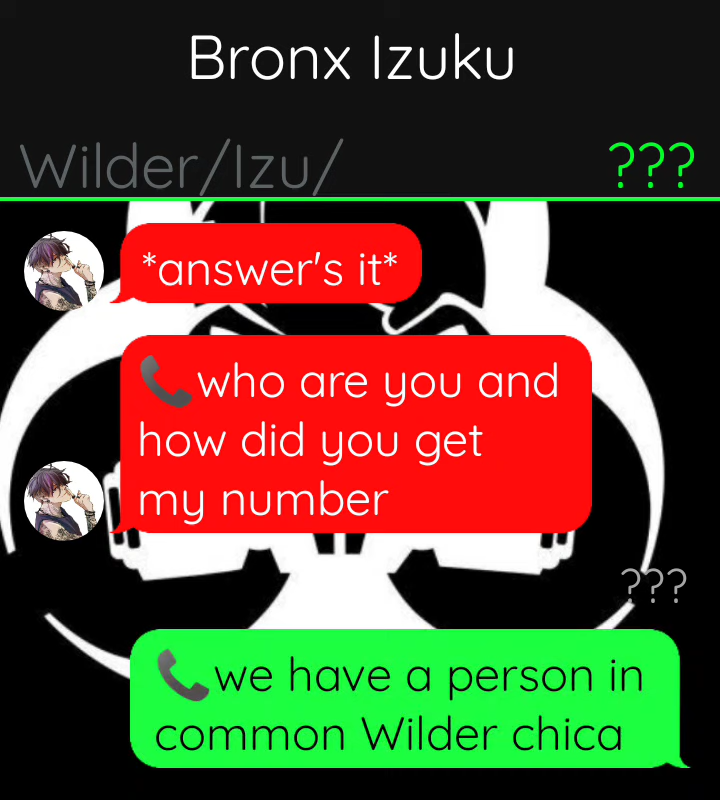 Bronx Izuku
Wilder/Izu/
???
*answer's it*
📞who are you and
how did you get
my number
???
📞we have a person in
common Wilder chica